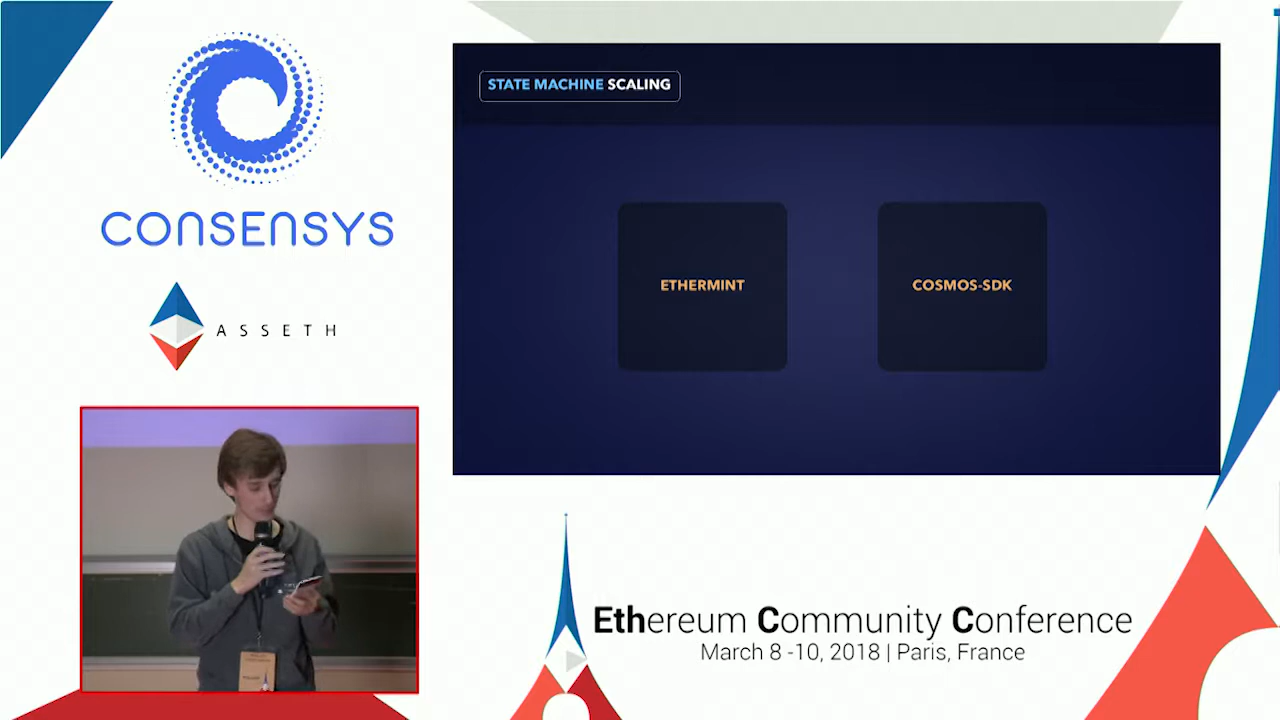 CONSENSYS
ASSETH
STATE MACHINE SCALING
ETHERMINT
COSMOS-SDK
Ethereum Community Conference
March 8 -10, 2018 | Paris, France